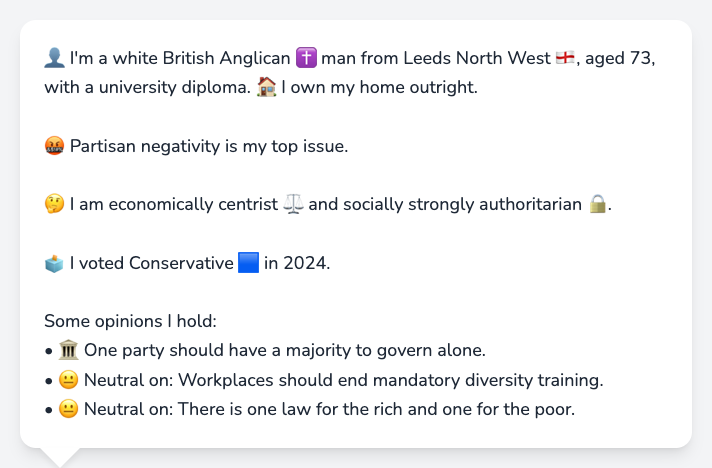 👤 I'm a white British Anglican ✝️ man from Leeds North West 🏴󠁧󠁢󠁥󠁮󠁧󠁿, aged 73,
with a university diploma. 🏠 I own my home outright.
🤬 Partisan negativity is my top issue.
🤔 I am economically centrist ⚖️ and socially strongly authoritarian 🔒.
🗳️ I voted Conservative 🟦 in 2024.
Some opinions I hold:
• 🏛️ One party should have a majority to govern alone.
• 😐 Neutral on: Workplaces should end mandatory diversity training.
• 😐 Neutral on: There is one law for the rich and one for the poor.